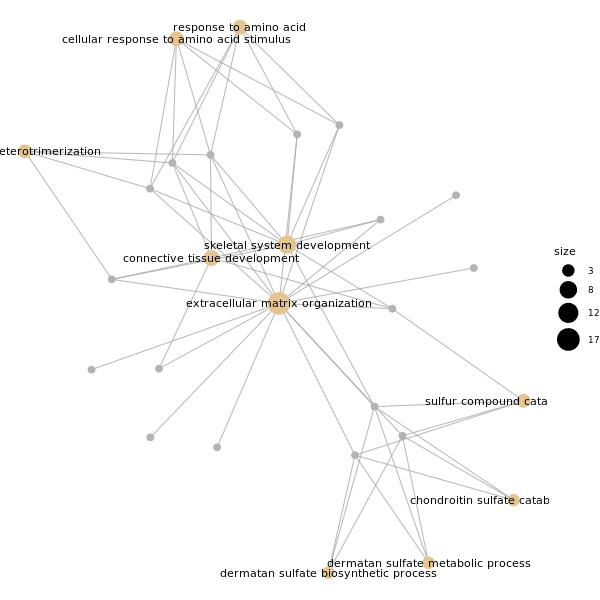 response to amino acid
cellular response to amino acid stimulus
eterotrimerization
skeletal system development
connective tissue development
extracellular matrix organization
size
3
8
12
17
sulfur compound cata
chondroitin sulfate catab
dermatan sulfate metabolic process
dermatan sulfate biosynthetic process